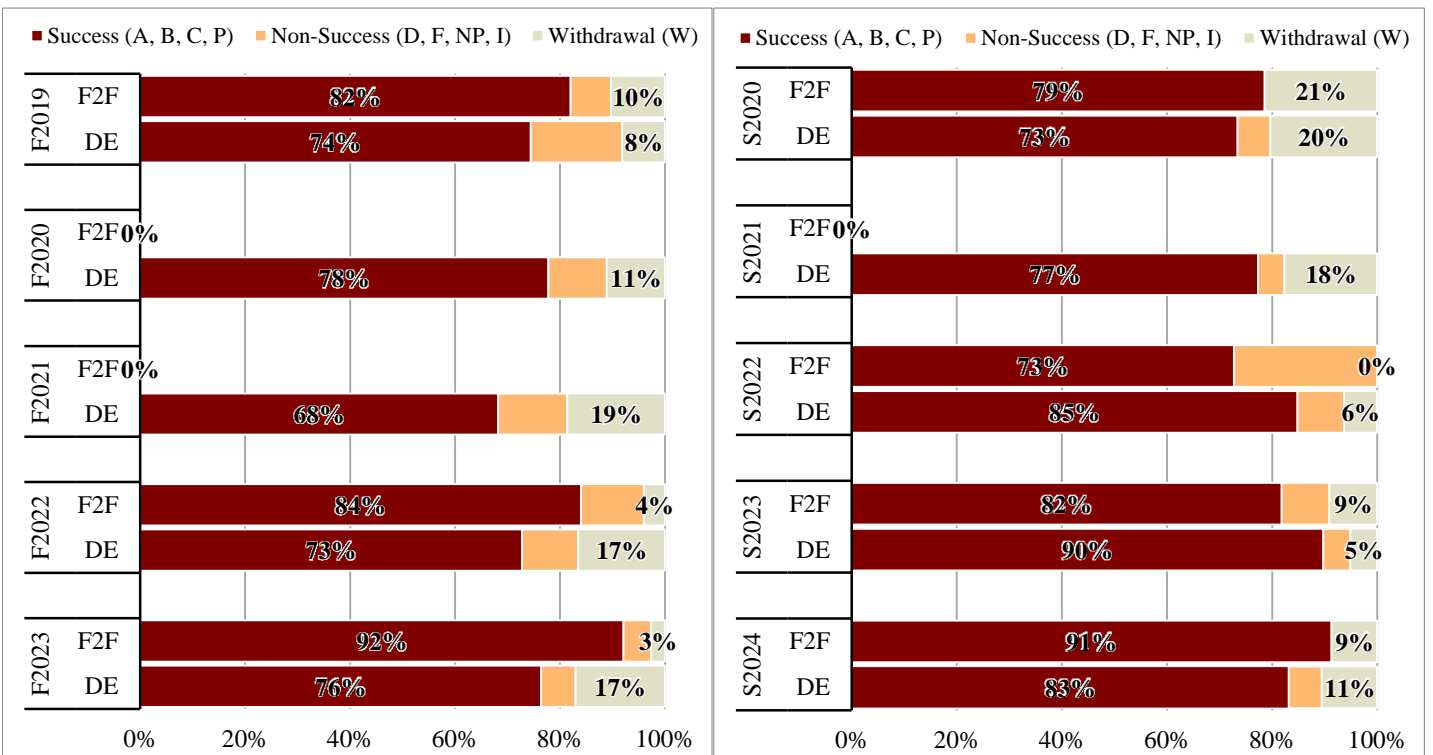 Success (A, B, C, P) Non-Success (D, F, NP, I) Withdrawal (W)
F2019
F2F 82% 10%
DE 74% 8%
F2020
F2F 0%
DE 78% 11%
F2021
F2F 0%
DE 68% 19%
F2022
F2F 84% 4%
DE 73% 17%
F2023
F2F 92% 3%
DE 76% 17%
0% 20% 40% 60% 80% 100%
Success (A, B, C, P) Non-Success (D, F, NP, I) Withdrawal (W)
S2020
F2F 79% 21%
DE 73% 20%
S2021
F2F 0%
DE 77% 18%
S2022
F2F 73% 0%
DE 85% 6%
S2023
F2F 82% 9%
DE 90% 5%
S2024
F2F 91% 9%
DE 83% 11%
0% 20% 40% 60% 80% 100%